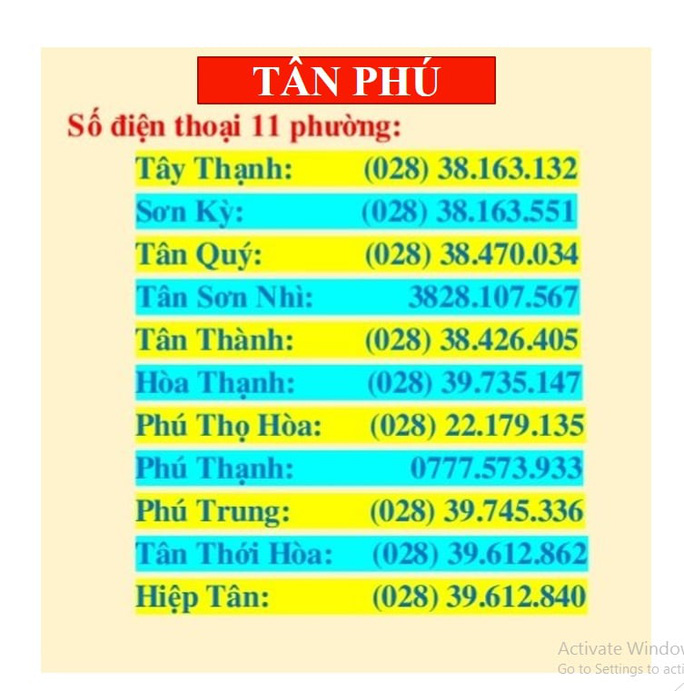 TÂN PHÚ
Số điện thoại 11 phường:
Tây Thạnh: (028) 38.163.132
Sơn Kỳ: (028) 38.163.551
Tân Quý: (028) 38.470.034
Tân Sơn Nhì: 3828.107.567
Tân Thành: (028) 38.426.405
Hòa Thạnh: (028) 39.735.147
Phú Thọ Hòa: (028) 22.179.135
Phú Thạnh: 0777.573.933
Phú Trung: (028) 39.745.336
Tân Thới Hòa: (028) 39.612.862
Hiệp Tân: (028) 39.612.840
Activate Window
Go to Settings to acti